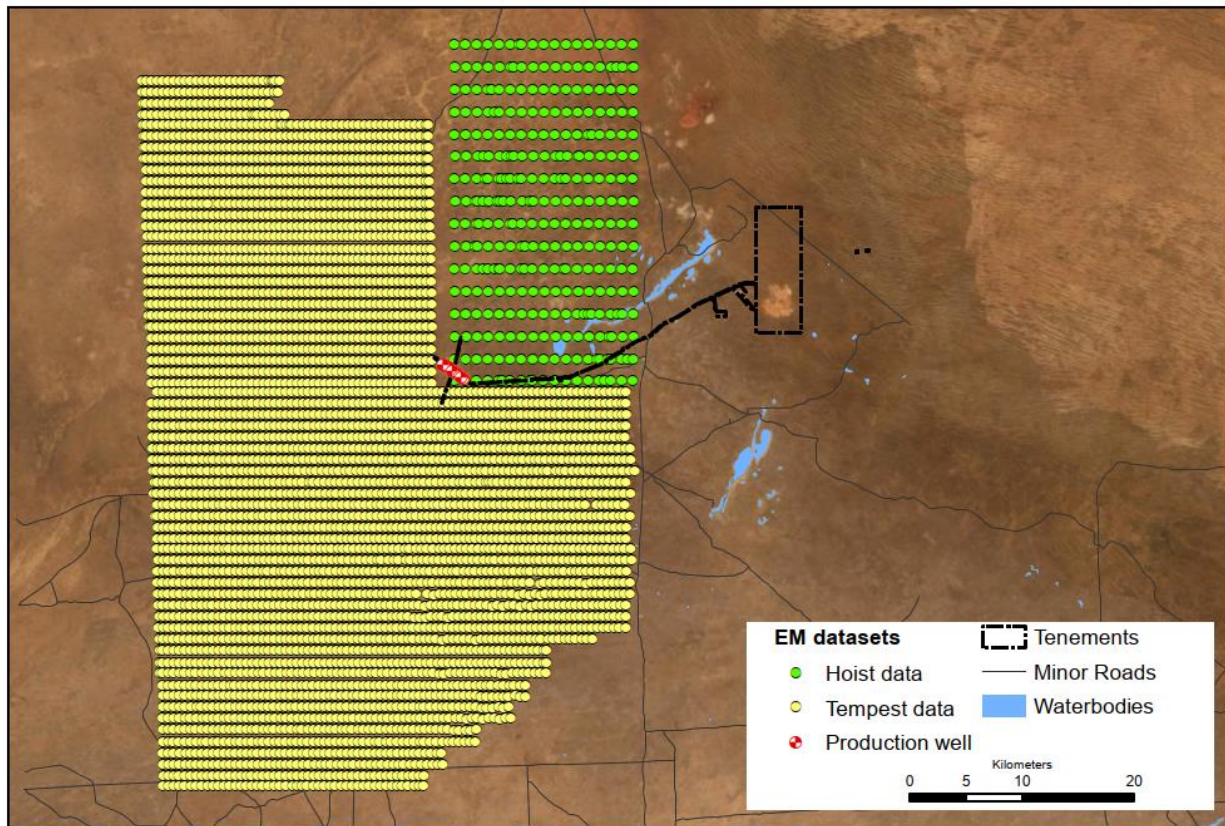 EM datasets
Hoist data
Tempest data
Production well
Tenements
Minor Roads
Waterbodies
Kilometers
0 5 10 20